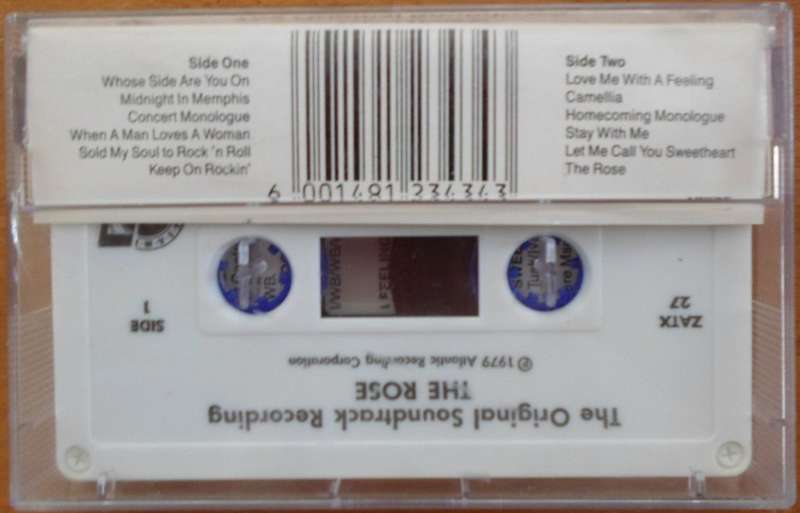 Side One
Whose Side Are You On
Midnight In Memphis
Concert Monologue
When A Man Loves A Woman
Sold My Soul to Rock 'n Roll
Keep On Rockin'
6 001481 234343
Side Two
Love Me With A Feeling
Camellia
Homecoming Monologue
Stay With Me
Let Me Call You Sweetheart
The Rose
The Original Soundtrack Recording
THE ROSE
℗ 1979 Atlantic Recording Corporation
SIDE
1
ZATX
27